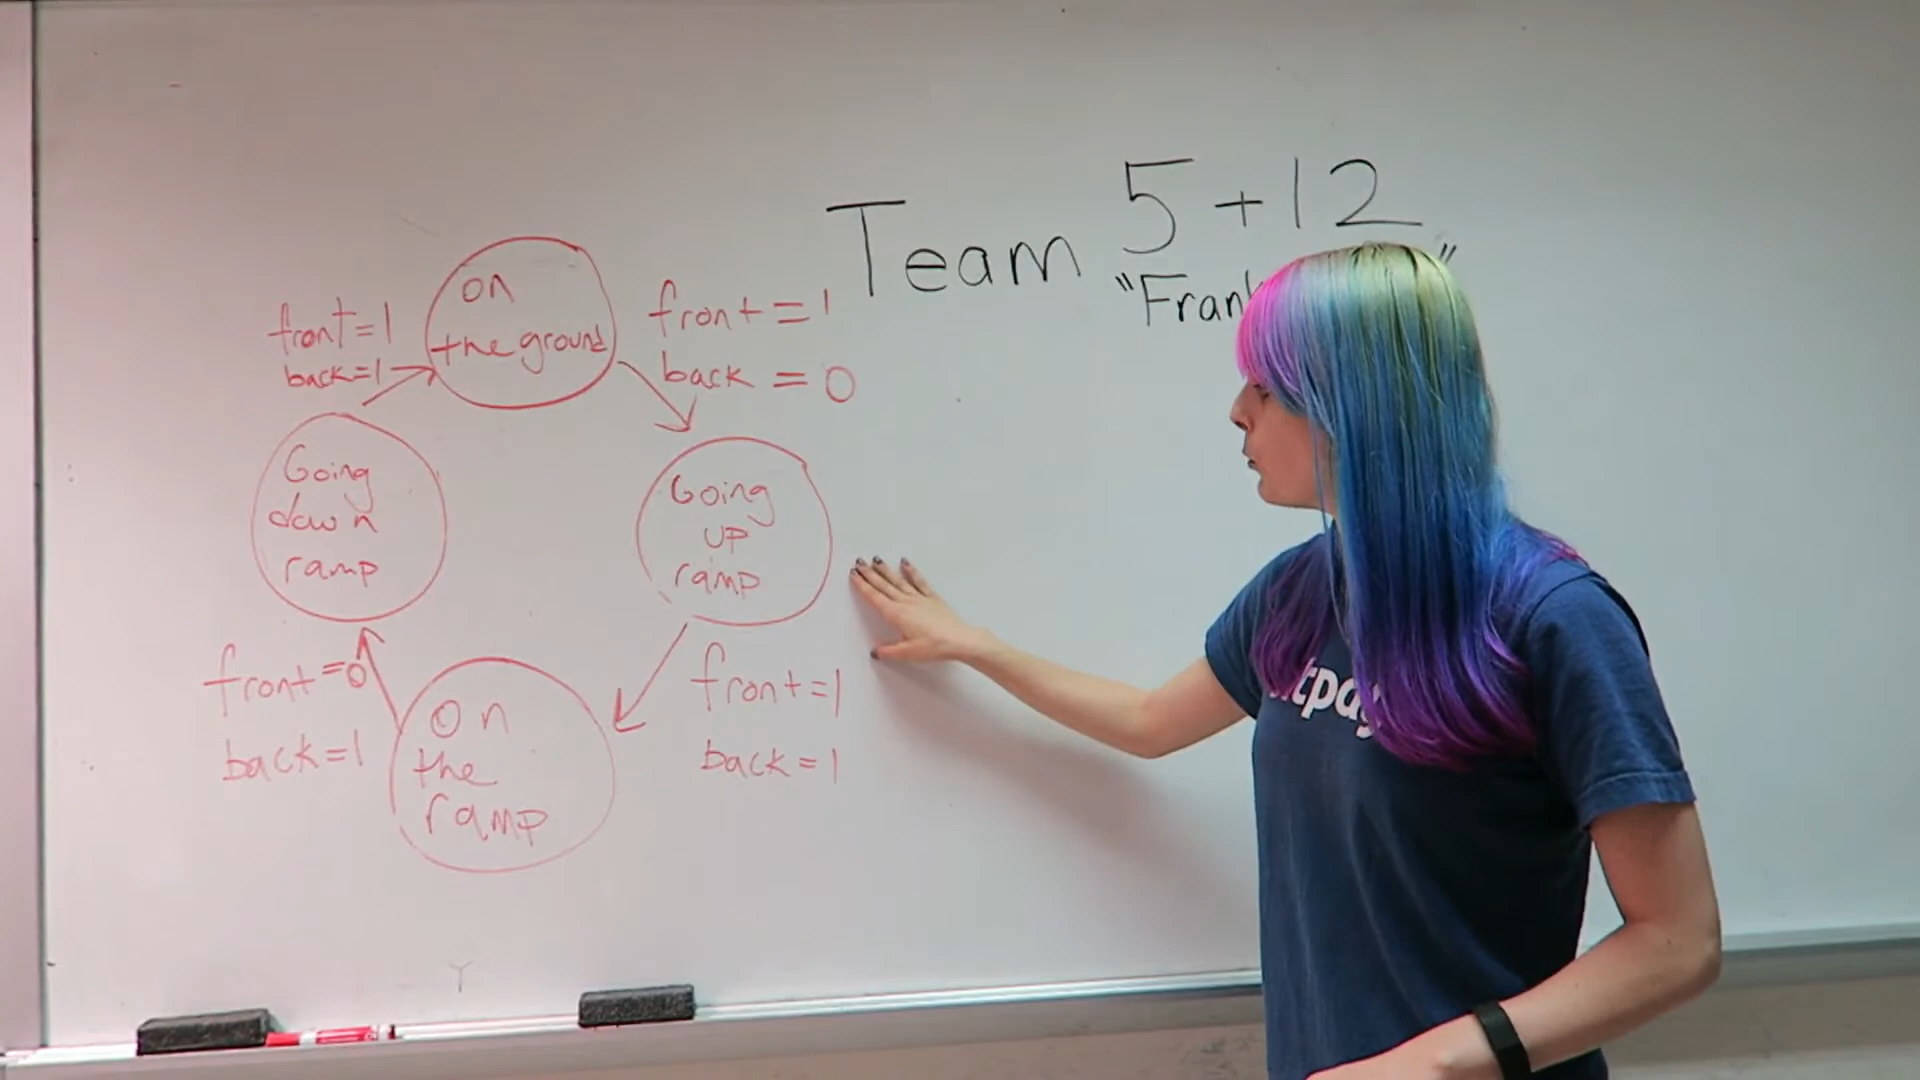 Team 5+12
on
the ground
front=1
back=1
front=1
back=0
Going
down
ramp
Going
up
ramp
front=0
back=1
front=1
back=1
On
the
ramp